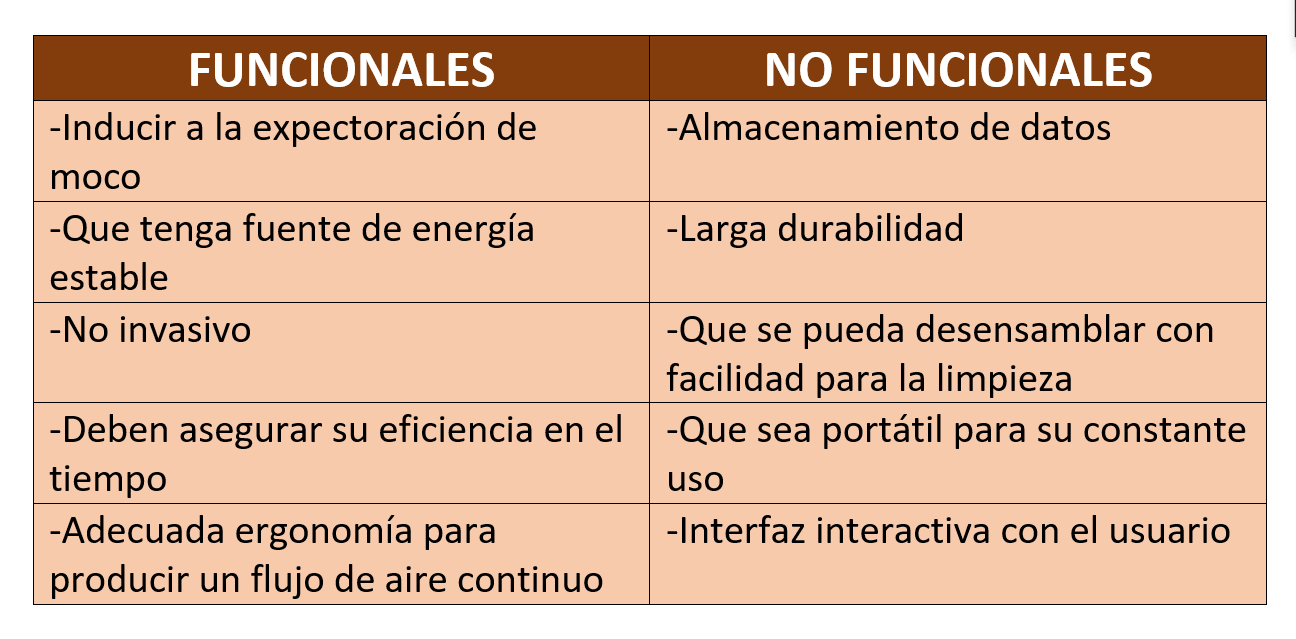 FUNCIONALES
NO FUNCIONALES
-Inducir a la expectoración de
moco
-Almacenamiento de datos
-Que tenga fuente de energía
estable
-Larga durabilidad
-No invasivo
-Que se pueda desensamblar con
facilidad para la limpieza
-Deben asegurar su eficiencia en el
tiempo
-Que sea portátil para su constante
uso
-Adecuada ergonomía para
producir un flujo de aire continuo
-Interfaz interactiva con el usuario